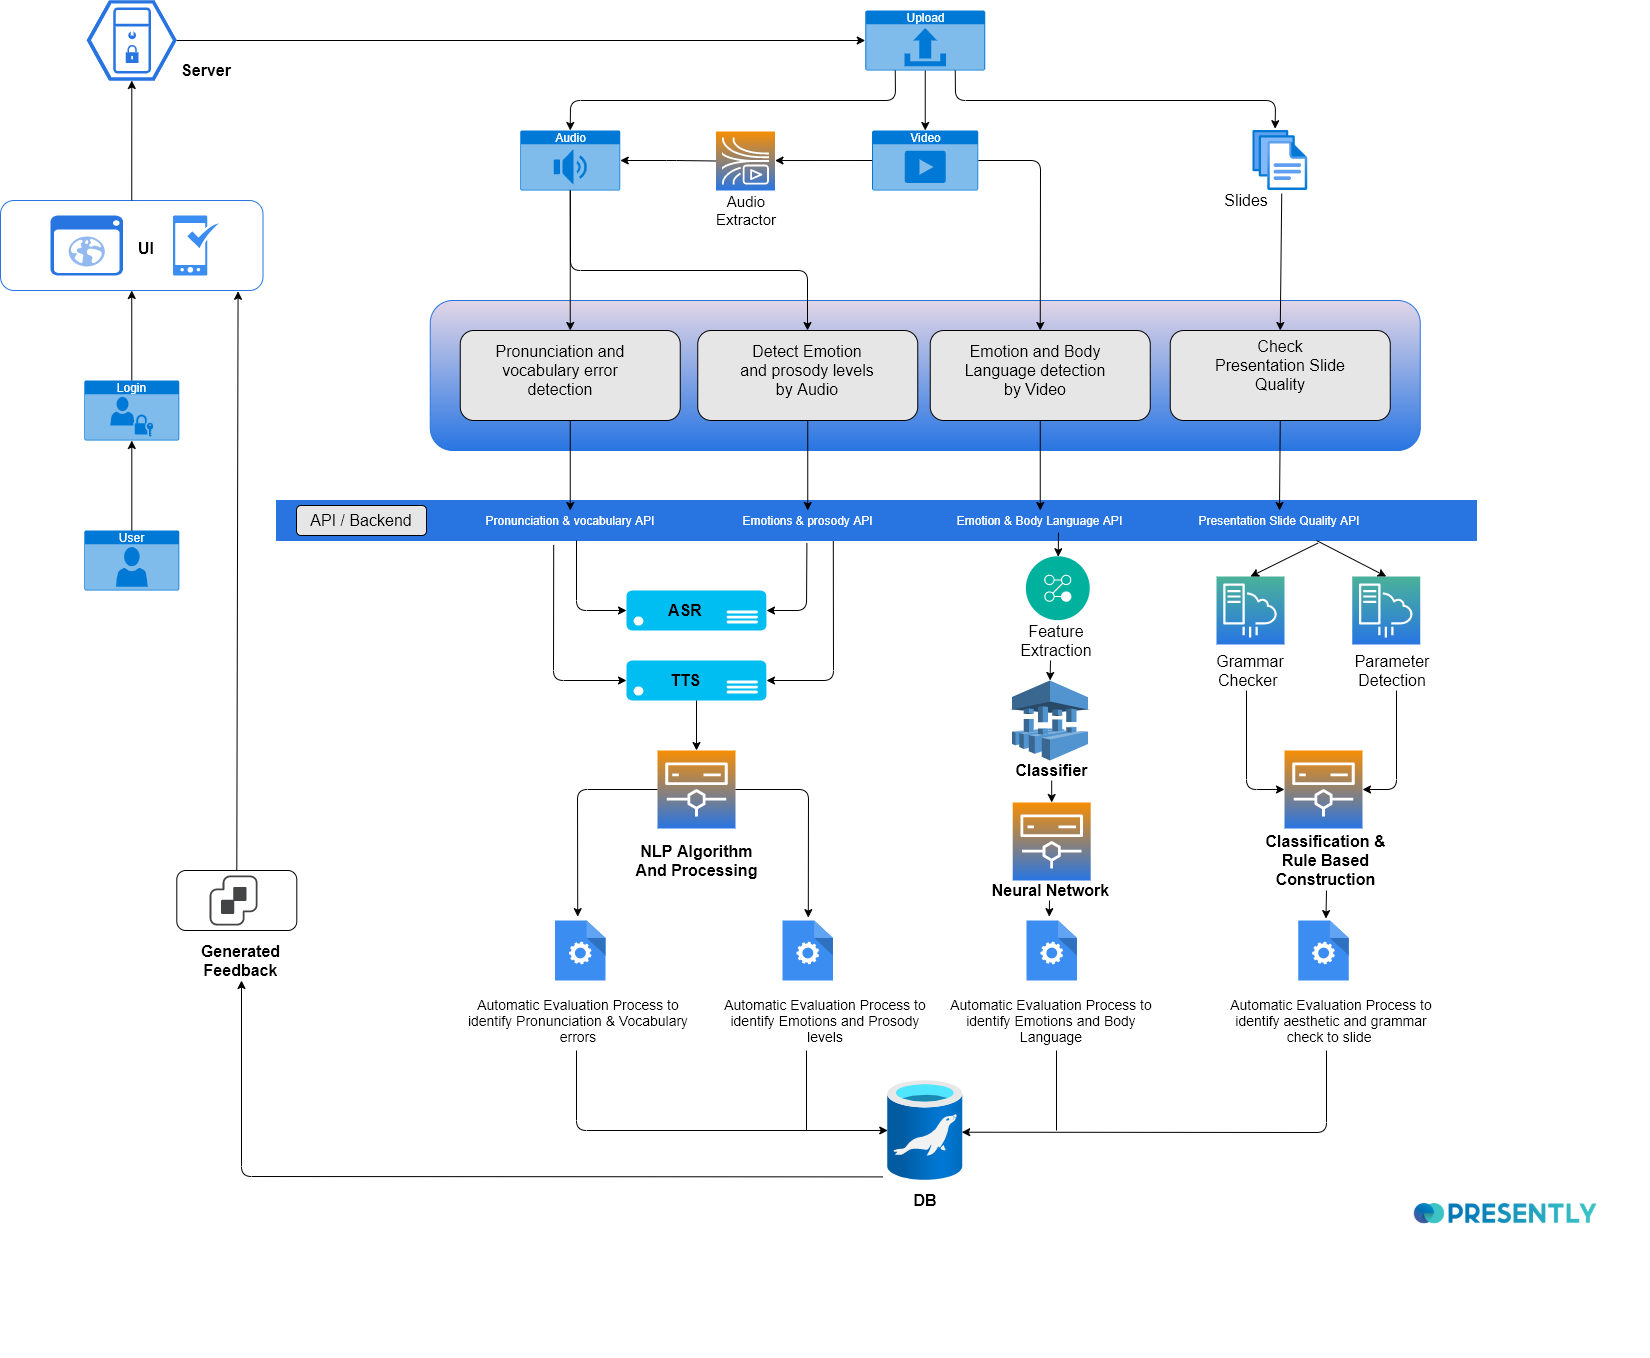 Upload
Server
Audio
Video
Audio
Extractor
Slides
UI
Pronunciation and
vocabulary error
detection
Detect Emotion
and prosody levels
by Audio
Emotion and Body
Language detection
by Video
Check
Presentation Slide
Quality
Login
User
API / Backend
Pronunciation & vocabulary API
Emotions & prosody API
Emotion & Body Language API
Presentation Slide Quality API
ASR
TTS
Feature
Extraction
Grammar
Checker
Parameter
Detection
Classifier
NLP Algorithm
And Processing
Neural Network
Classification &
Rule Based
Construction
Generated
Feedback
Automatic Evaluation Process to
identify Pronunciation & Vocabulary
errors
Automatic Evaluation Process to
identify Emotions and Prosody
levels
Automatic Evaluation Process to
identify Emotions and Body
Language
Automatic Evaluation Process to
identify aesthetic and grammar
check to slide
DB
PRESENTLY